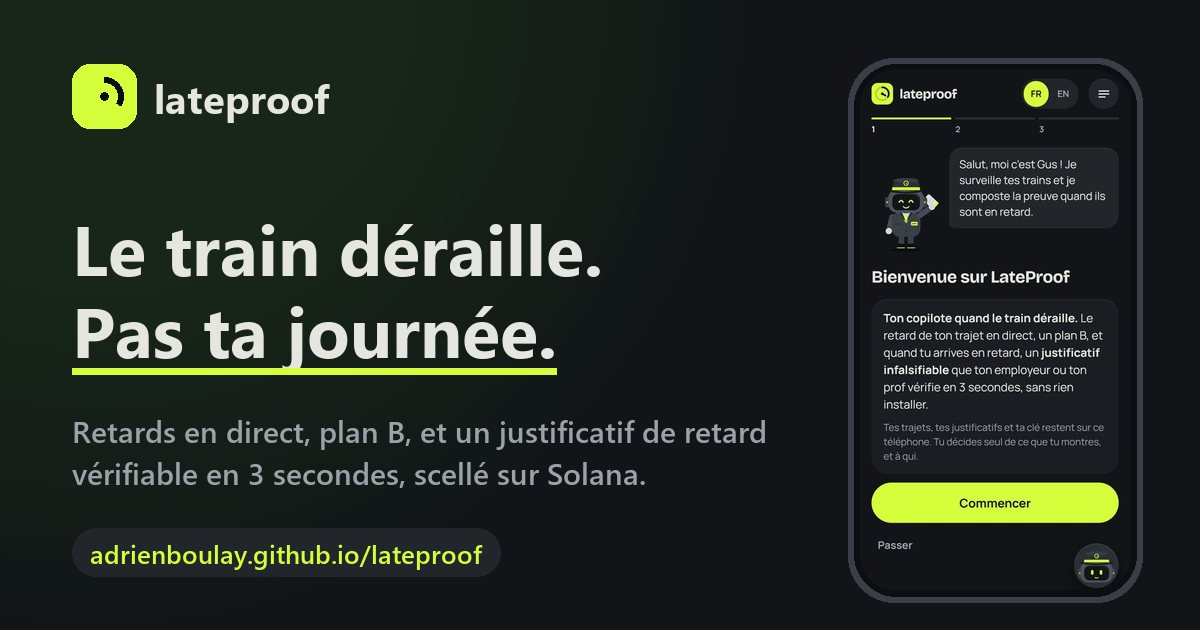 lateproof
Le train déraille.
Pas ta journée.
Retards en direct, plan B, et un justificatif de retard
vérifiable en 3 secondes, scellé sur Solana.
adrienboulay.github.io/lateproof
lateproof
FR EN
1 2 3
Salut, moi c'est Gus ! Je
surveille tes trains et je
composte la preuve quand ils
sont en retard.
Bienvenue sur LateProof
Ton copilote quand le train déraille. Le
retard de ton trajet en direct, un plan B, et
quand tu arrives en retard, un justificatif
infalsifiable que ton employeur ou ton
prof vérifie en 3 secondes, sans rien
installer.
Tes trajets, tes justificatifs et ta clé restent sur ce
téléphone. Tu décides seul de ce que tu montres,
et à qui.
Commencer
Passer